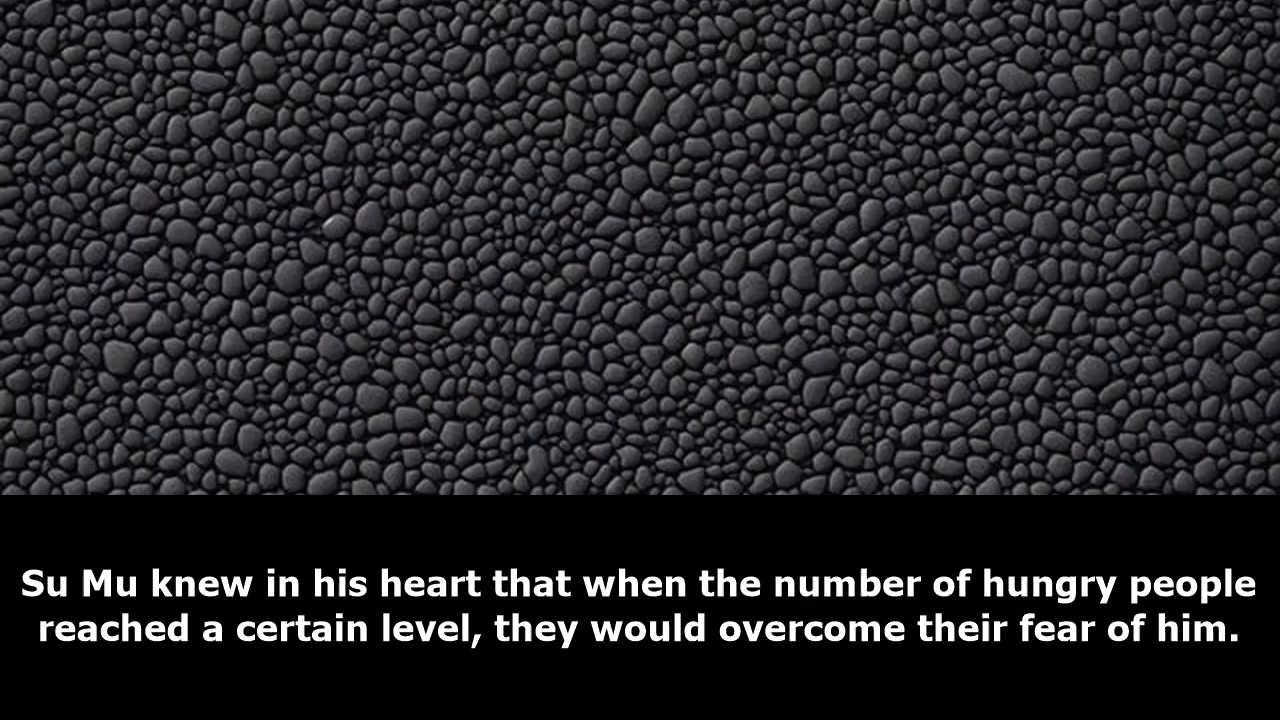 Su Mu knew in his heart that when the number of hungry people
reached a certain level, they would overcome their fear of him.